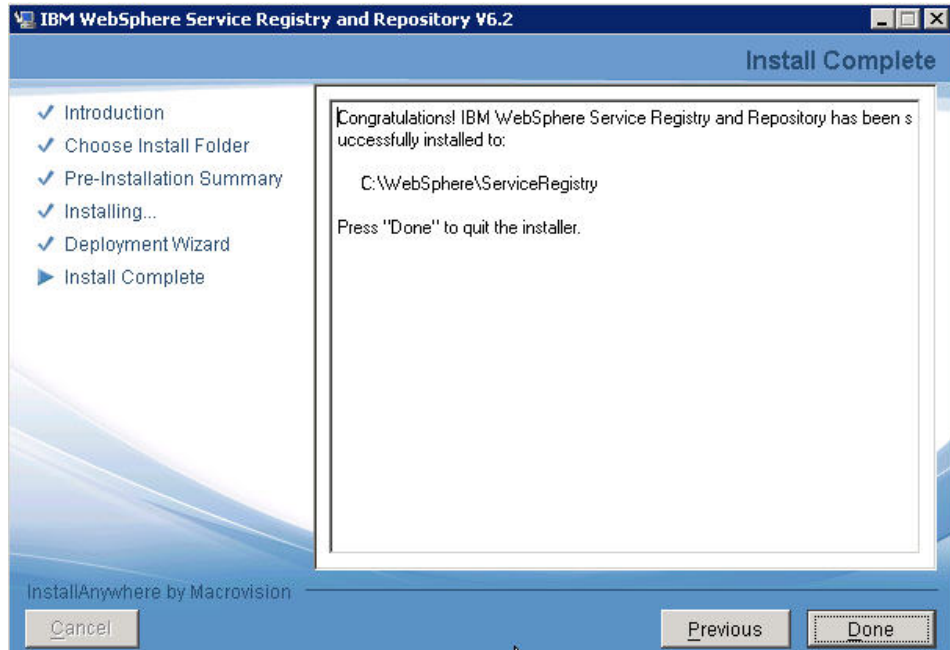 IBM WebSphere Service Registry and Repository V6.2
Install Complete
Introduction
Choose Install Folder
Pre-Installation Summary
Installing...
Deployment Wizard
Install Complete
Congratulations! IBM WebSphere Service Registry and Repository has been s
uccessfully installed to:
C:\WebSphere\ServiceRegistry
Press "Done" to quit the installer.
InstallAnywhere by Macrovision
Cancel
Previous
Done